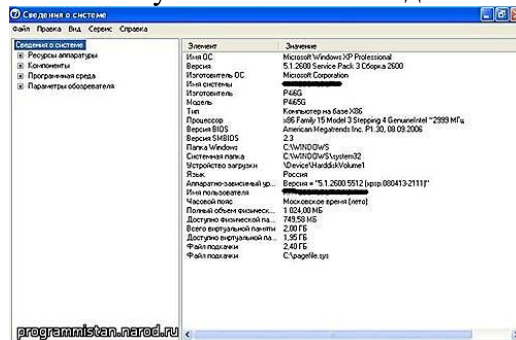 Сведения о системе
Файл Правка Вид Сервис Справка
Сведения о системе
Ресурсы аппаратуры
Компоненты
Программная среда
Параметры обозревателя
Элемент Значение
Имя ОС Microsoft Windows XP Professional
Версия 5.1.2600 Service Pack 3 Сборка 2600
Изготовитель ОС Microsoft Corporation
Имя системы
Изготовитель P46G
Модель P465G
Тип Компьютер на базе X86
Процессор x86 Family 15 Model 3 Stepping 4 GenuineIntel ~2999 МГц
Версия BIOS American Megatrends Inc. P1.30, 08.09.2006
Версия SMBIOS 2.3
Папка Windows C:\WINDOWS
Системная папка C:\WINDOWS\system32
Устройство загрузки \Device\HarddiskVolume1
Язык Россия
Аппаратно-зависимый ур... Версия = "5.1.2600.5512 (xpsp.080413-2111)"
Имя пользователя
Часовой пояс Московское время (лето)
Полный объем физическ... 1 024,00 МБ
Доступно физической па... 749,58 МБ
Всего виртуальной памяти 2,00 ГБ
Доступно виртуальной па... 1,95 ГБ
Файл подкачки 2,40 ГБ
Файл подкачки C:\pagefile.sys
programmistan.narod.ru